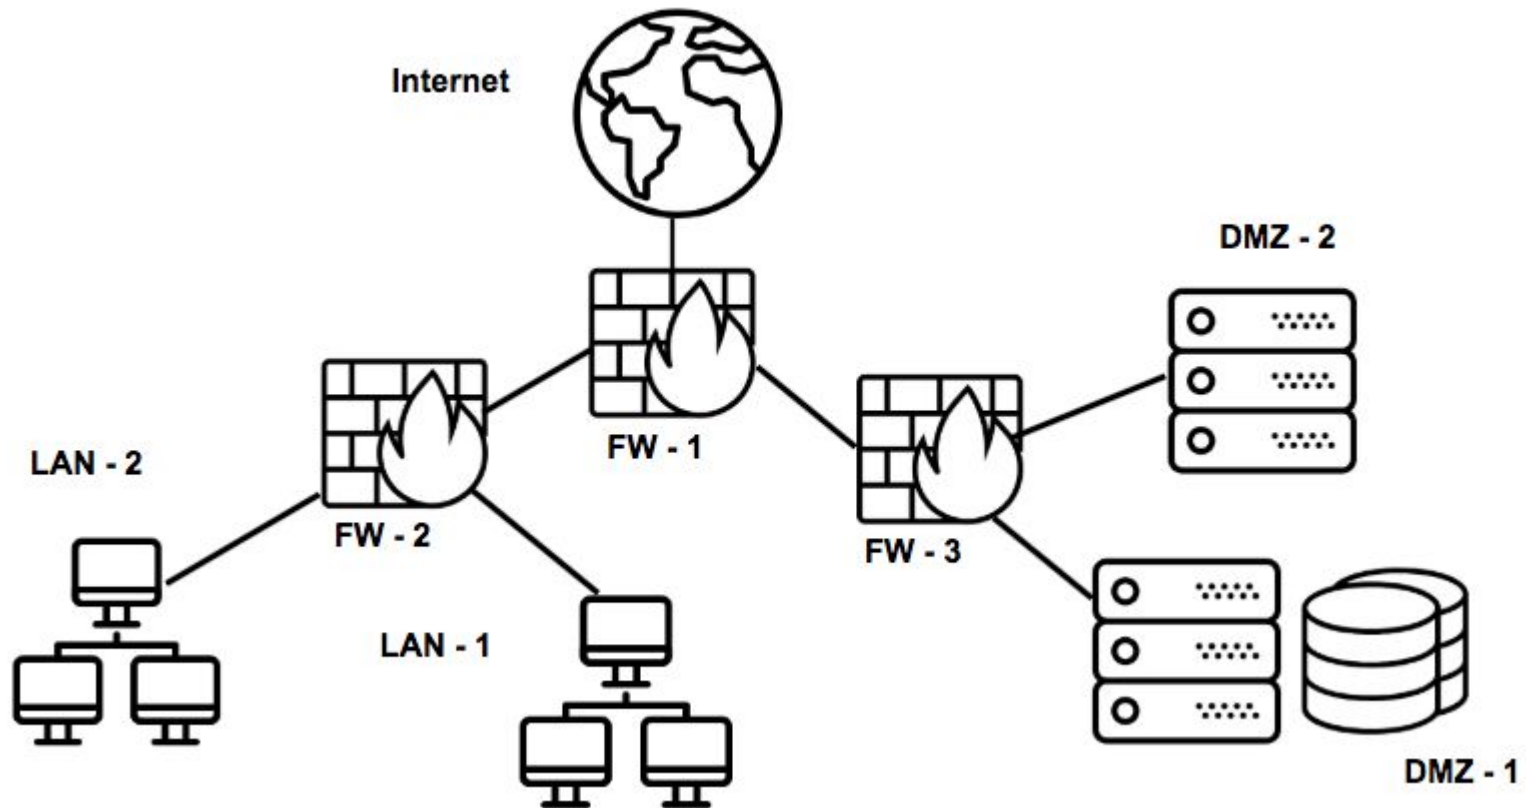 Internet
DMZ - 2
FW - 1
LAN - 2
FW - 2
FW - 3
LAN - 1
DMZ - 1